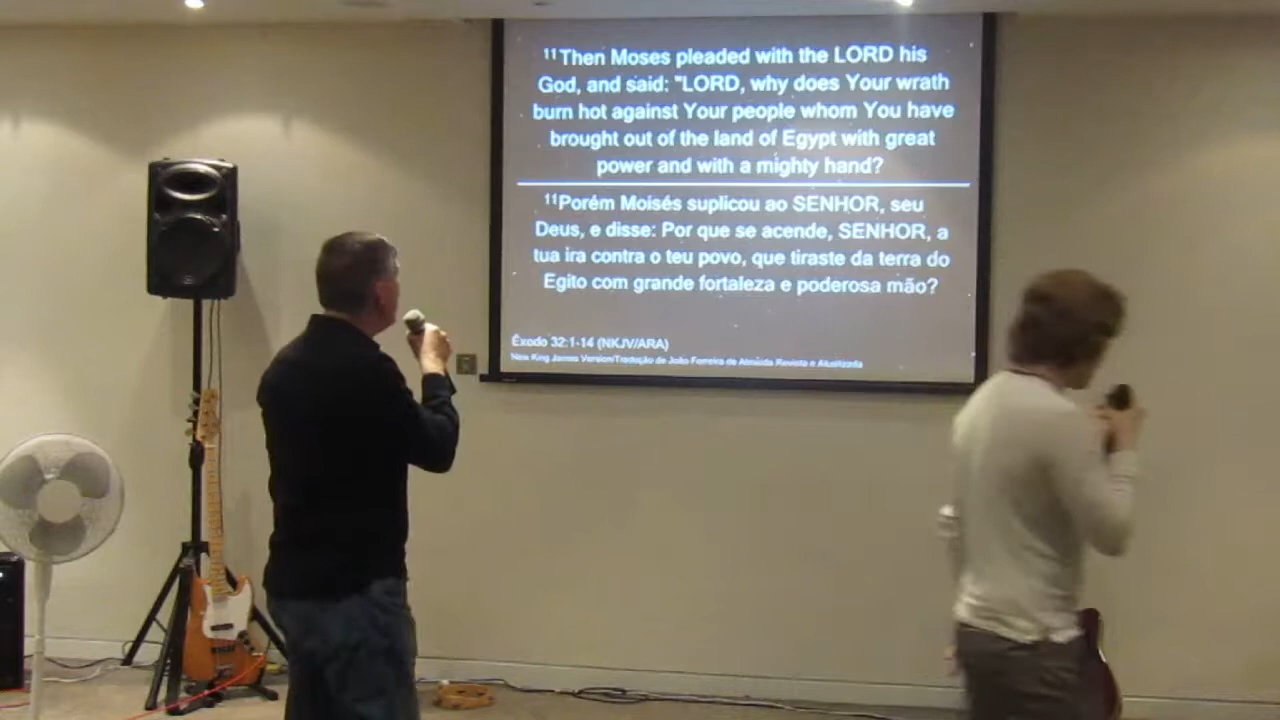 ¹¹Then Moses pleaded with the LORD his
God, and said: "LORD, why does Your wrath
burn hot against Your people whom You have
brought out of the land of Egypt with great
power and with a mighty hand?
¹¹Porém Moisés suplicou ao SENHOR, seu
Deus, e disse: Por que se acende, SENHOR, a
tua ira contra o teu povo, que tiraste da terra do
Egito com grande fortaleza e poderosa mão?
Êxodo 32:1-14 (NKJV/ARA)
New King James Version/Tradução de João Ferreira de Almeida Revista e Atualizada